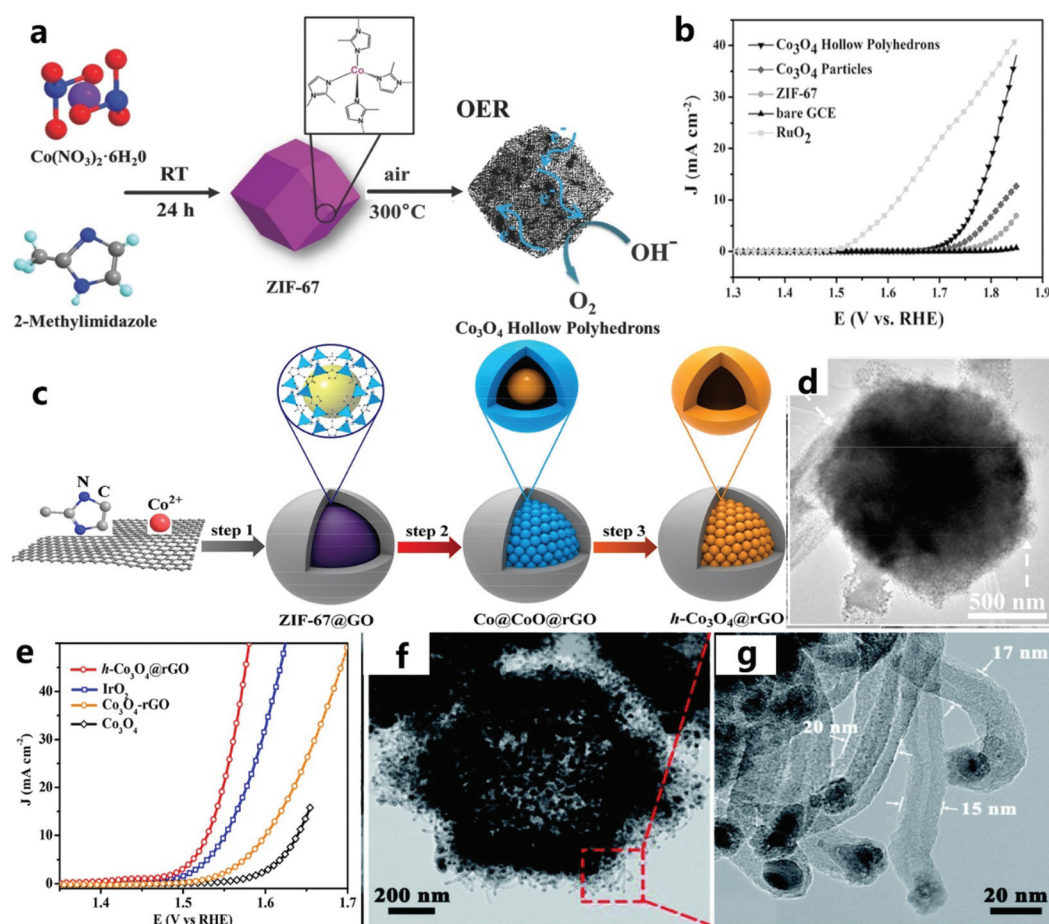 a
Co(NO₃)₂·6H₂0
RT
24 h
2-Methylimidazole
Co
N
N
N
N
N
N
N
N
ZIF-67
air
300°C
OER
OH⁻
O₂
Co₃O₄ Hollow Polyhedrons
b
J (mA cm⁻²)
40
30
20
10
0
Co₃O₄ Hollow Polyhedrons
Co₃O₄ Particles
ZIF-67
bare GCE
RuO₂
1.3 1.4 1.5 1.6 1.7 1.8 1.9
E (V vs. RHE)
c
N
C
Co²⁺
step 1
ZIF-67@GO
step 2
Co@CoO@rGO
step 3
h-Co₃O₄@rGO
d
500 nm
e
J (mA cm⁻²)
40
30
20
10
0
h-Co₃O₄@rGO
IrO₂
Co₃O₄-rGO
Co₃O₄
1.4 1.5 1.6 1.7
E (V vs RHE)
f
200 nm
g
17 nm
20 nm
15 nm
20 nm